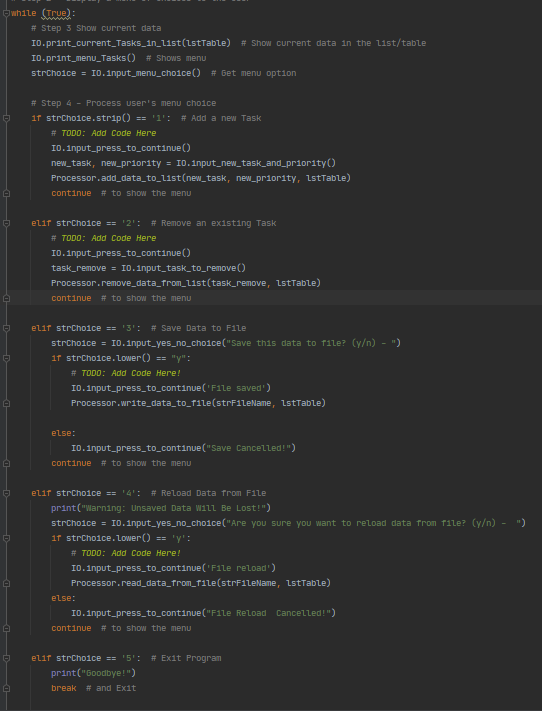 while (True):
# Step 3 Show current data
IO.print_current_Tasks_in_list(lstTable)  # Show current data in the list/table
IO.print_menu_Tasks()  # Shows menu
strChoice = IO.input_menu_choice()  # Get menu option
# Step 4 - Process user's menu choice
if strChoice.strip() == '1':  # Add a new Task
# TODO: Add Code Here
IO.input_press_to_continue()
new_task, new_priority = IO.input_new_task_and_priority()
Processor.add_data_to_list(new_task, new_priority, lstTable)
continue  # to show the menu
elif strChoice == '2':  # Remove an existing Task
# TODO: Add Code Here
IO.input_press_to_continue()
task_remove = IO.input_task_to_remove()
Processor.remove_data_from_list(task_remove, lstTable)
continue  # to show the menu
elif strChoice == '3':  # Save Data to File
strChoice = IO.input_yes_no_choice("Save this data to file? (y/n) - ")
if strChoice.lower() == "y":
# TODO: Add Code Here!
IO.input_press_to_continue('File saved')
Processor.write_data_to_file(strFileName, lstTable)
else:
IO.input_press_to_continue("Save Cancelled!")
continue  # to show the menu
elif strChoice == '4':  # Reload Data from File
print("Warning: Unsaved Data Will Be Lost!")
strChoice = IO.input_yes_no_choice("Are you sure you want to reload data from file? (y/n) -  ")
if strChoice.lower() == 'y':
# TODO: Add Code Here!
IO.input_press_to_continue('File reload')
Processor.read_data_from_file(strFileName, lstTable)
else:
IO.input_press_to_continue("File Reload  Cancelled!")
continue  # to show the menu
elif strChoice == '5':  # Exit Program
print("Goodbye!")
break  # and Exit